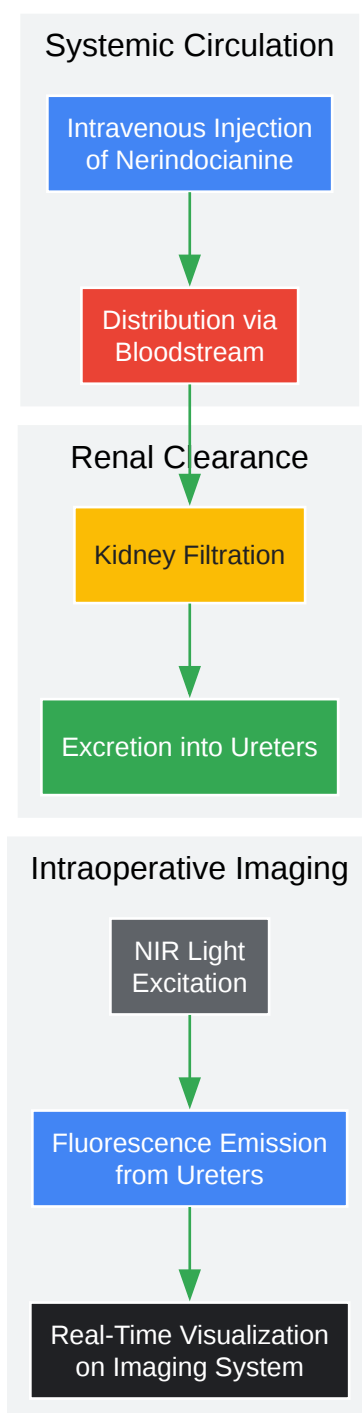 Systemic Circulation
Intravenous Injection
of Nerindocianine
Distribution via
Bloodstream
Renal Clearance
Kidney Filtration
Excretion into Ureters
Intraoperative Imaging
NIR Light
Excitation
Fluorescence Emission
from Ureters
Real-Time Visualization
on Imaging System